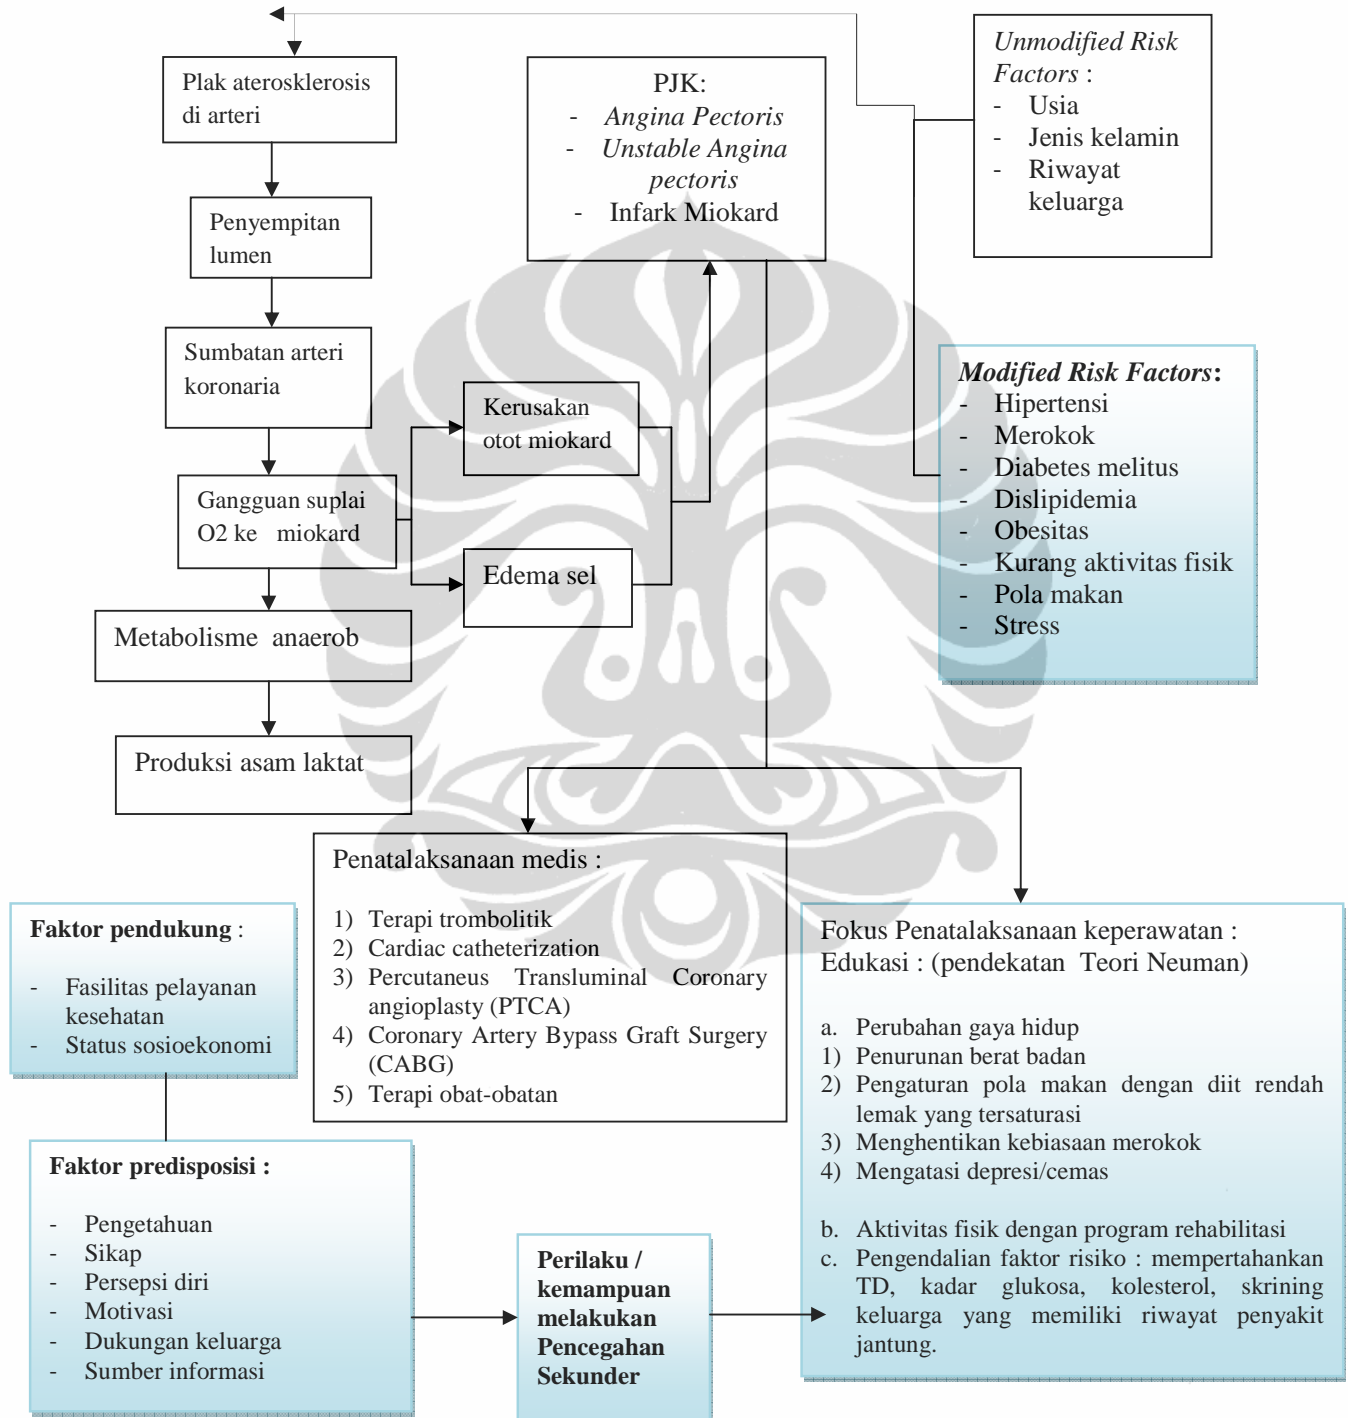 Plak aterosklerosis
di arteri
Penyempitan
lumen
Sumbatan arteri
koronaria
Gangguan suplai
O2 ke miokard
Metabolisme anaerob
Produksi asam laktat
Kerusakan
otot miokard
Edema sel
PJK:
- Angina Pectoris
- Unstable Angina
pectoris
- Infark Miokard
Unmodified Risk
Factors :
- Usia
- Jenis kelamin
- Riwayat
keluarga
Modified Risk Factors:
- Hipertensi
- Merokok
- Diabetes melitus
- Dislipidemia
- Obesitas
- Kurang aktivitas fisik
- Pola makan
- Stress
Penatalaksanaan medis :
1) Terapi trombolitik
2) Cardiac catheterization
3) Percutaneus Transluminal Coronary
angioplasty (PTCA)
4) Coronary Artery Bypass Graft Surgery
(CABG)
5) Terapi obat-obatan
Faktor pendukung :
- Fasilitas pelayanan
kesehatan
- Status sosioekonomi
Faktor predisposisi :
- Pengetahuan
- Sikap
- Persepsi diri
- Motivasi
- Dukungan keluarga
- Sumber informasi
Perilaku /
kemampuan
melakukan
Pencegahan
Sekunder
Fokus Penatalaksanaan keperawatan :
Edukasi : (pendekatan Teori Neuman)
a. Perubahan gaya hidup
1) Penurunan berat badan
2) Pengaturan pola makan dengan diit rendah
lemak yang tersaturasi
3) Menghentikan kebiasaan merokok
4) Mengatasi depresi/cemas
b. Aktivitas fisik dengan program rehabilitasi
c. Pengendalian faktor risiko : mempertahankan
TD, kadar glukosa, kolesterol, skrining
keluarga yang memiliki riwayat penyakit
jantung.